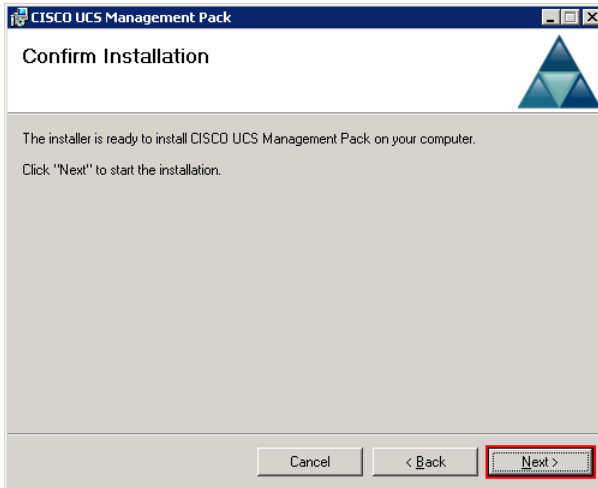 CISCO UCS Management Pack
Confirm Installation
The installer is ready to install CISCO UCS Management Pack on your computer.
Click "Next" to start the installation.
Cancel
< Back
Next >